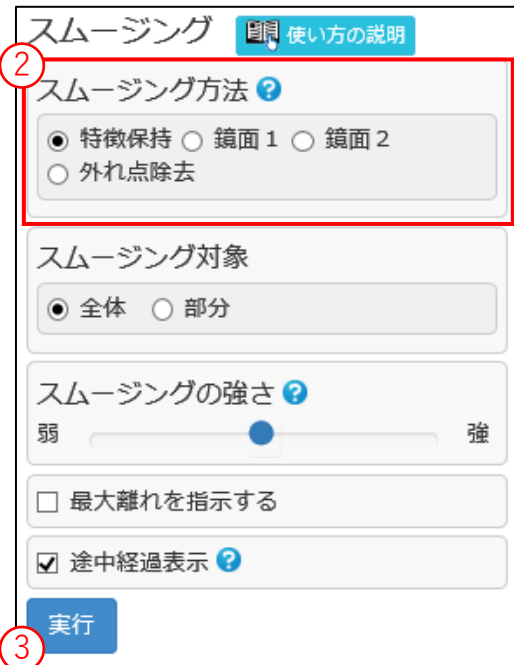 スムージング 使い方の説明
②
スムージング方法 ?
特徴保持 鏡面1 鏡面2
外れ点除去
スムージング対象
全体 部分
スムージングの強さ ?
弱 強
最大離れを指示する
途中経過表示 ?
実行
③